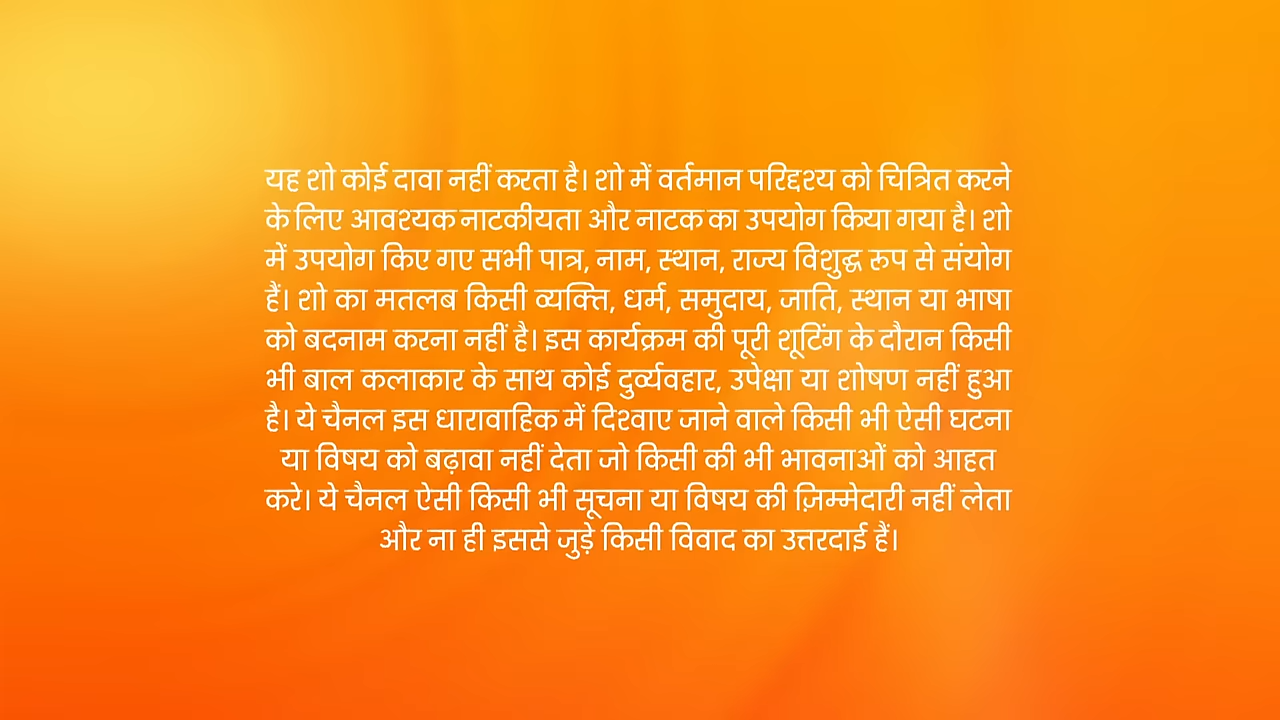 यह शो कोई दावा नहीं करता है। शो में वर्तमान परिद्दश्य को चित्रित करने
के लिए आवश्यक नाटकीयता और नाटक का उपयोग किया गया है। शो
में उपयोग किए गए सभी पात्र, नाम, स्थान, राज्य विशुद्ध रूप से संयोग
हैं। शो का मतलब किसी व्यक्ति, धर्म, समुदाय, जाति, स्थान या भाषा
को बदनाम करना नहीं है। इस कार्यक्रम की पूरी शूटिंग के दौरान किसी
भी बाल कलाकार के साथ कोई दुर्व्यवहार, उपेक्षा या शोषण नहीं हुआ
है। ये चैनल इस धारावाहिक में दिखाए जाने वाले किसी भी ऐसी घटना
या विषय को बढ़ावा नहीं देता जो किसी की भी भावनाओं को आहत
करे। ये चैनल ऐसी किसी भी सूचना या विषय की ज़िम्मेदारी नहीं लेता
और ना ही इससे जुड़े किसी विवाद का उत्तरदाई हैं।